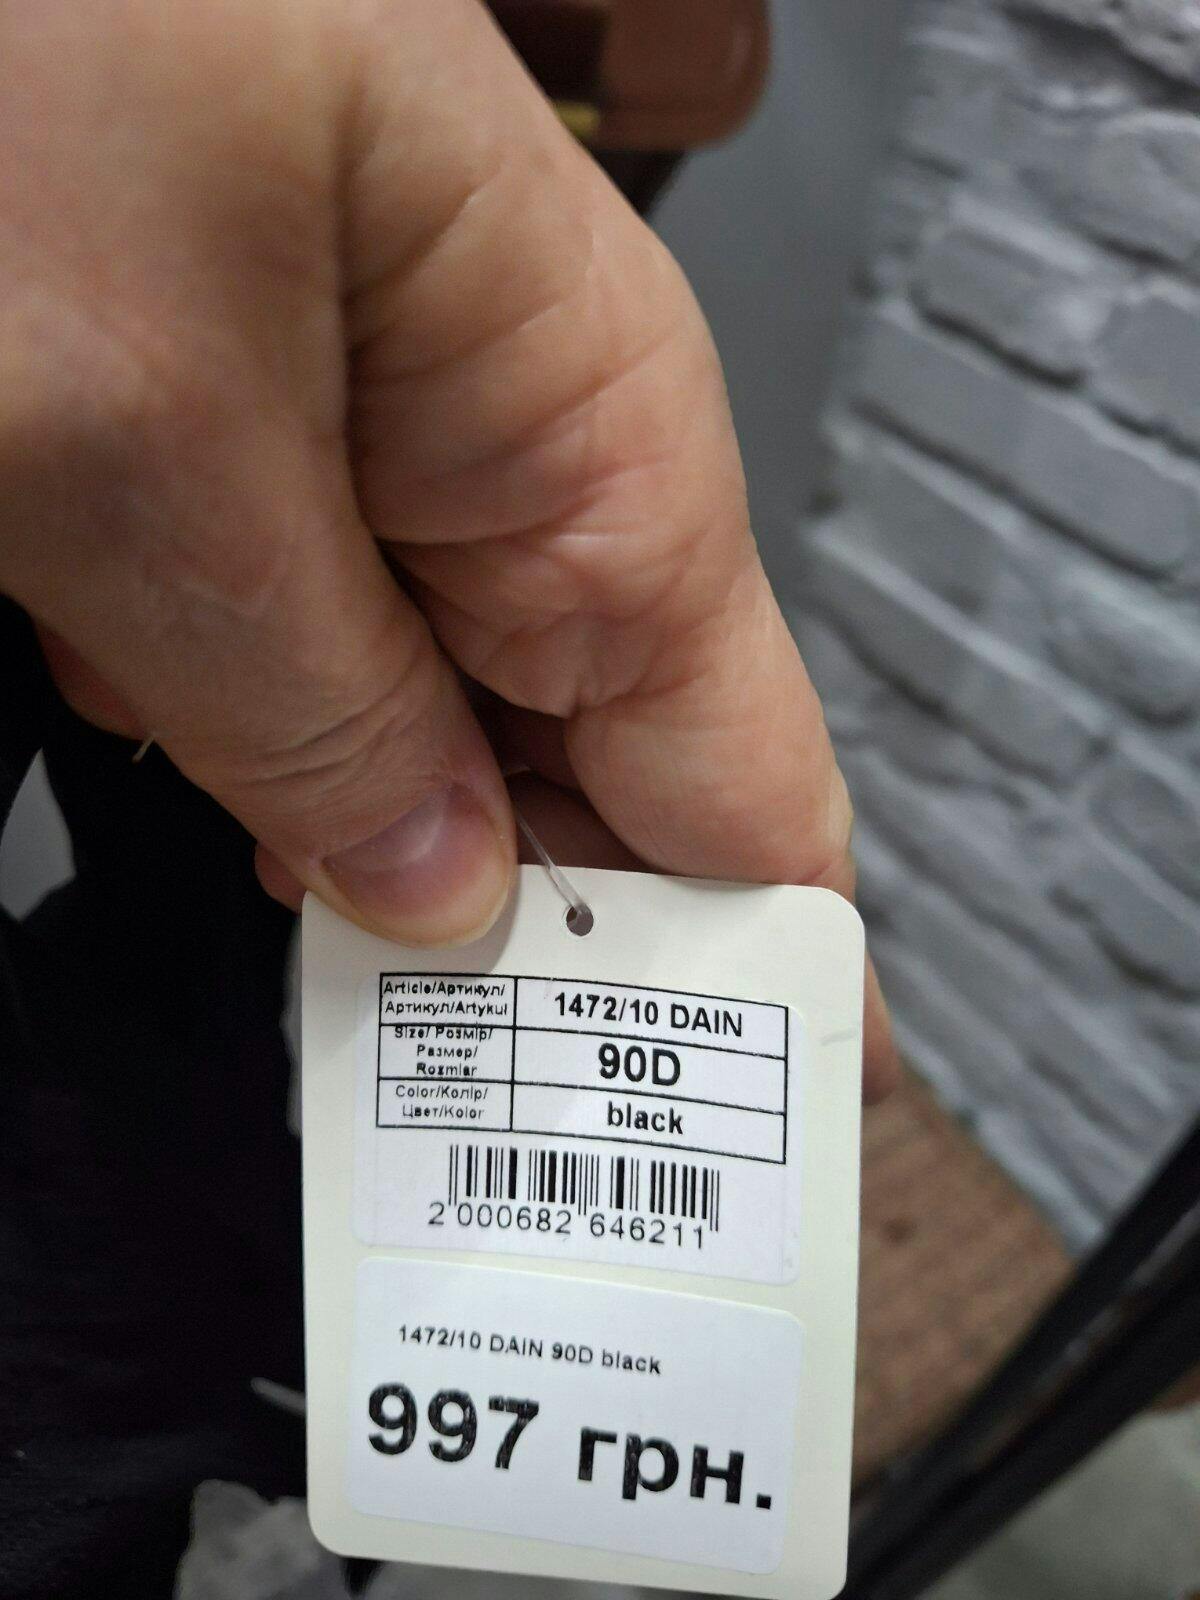 Article/Артикул/
Артикул/Artykul
1472/10 DAIN
Size/ Розмір/
Размер/
Rozmiar
90D
Color/Колір/
Цвет/Kolor
black
2 000682 646211
1472/10 DAIN 90D black
997 грн.